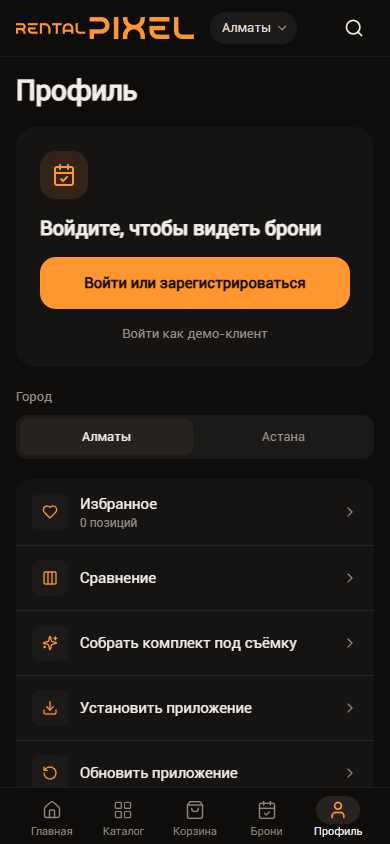 RENTAL PIXEL
Алматы
Профиль
Войдите, чтобы видеть брони
Войти или зарегистрироваться
Войти как демо-клиент
Город
Алматы
Астана
Избранное
0 позиций
Сравнение
Собрать комплект под съёмку
Установить приложение
Обновить приложение
Главная
Каталог
Корзина
Брони
Профиль